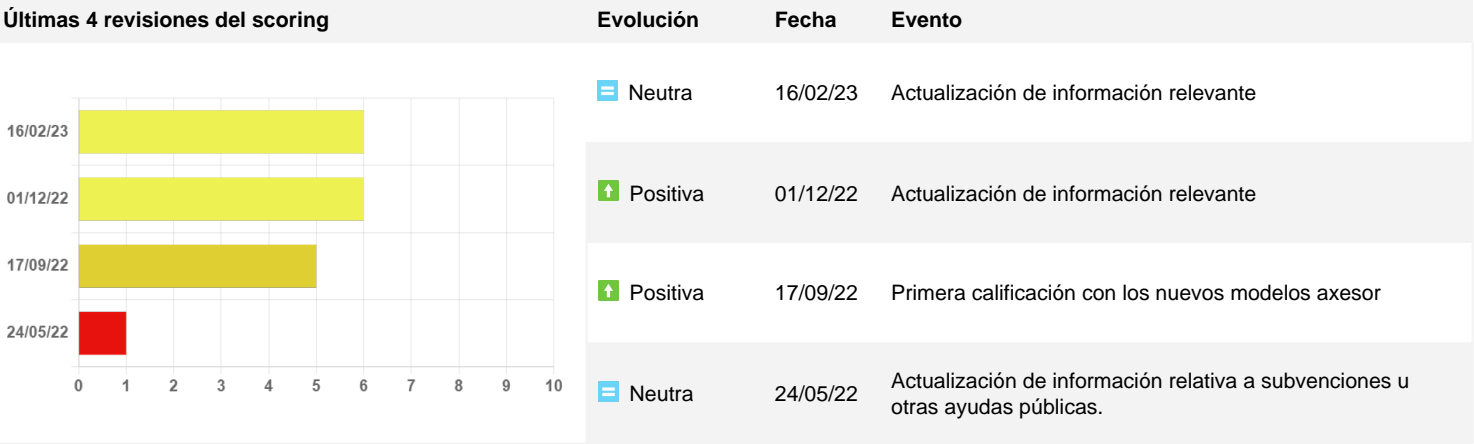 Últimas 4 revisiones del scoring
Evolución Fecha Evento
16/02/23
01/12/22
17/09/22
24/05/22
0 1 2 3 4 5 6 7 8 9 10
Neutra 16/02/23 Actualización de información relevante
Positiva 01/12/22 Actualización de información relevante
Positiva 17/09/22 Primera calificación con los nuevos modelos axesor
Neutra 24/05/22 Actualización de información relativa a subvenciones u
otras ayudas públicas.